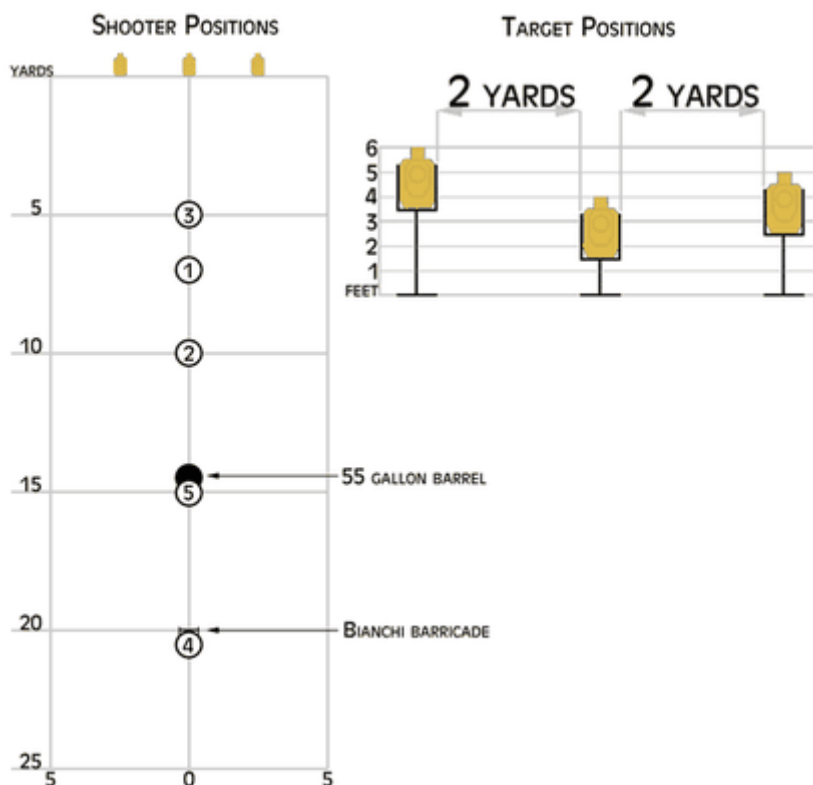 Shooter Positions
Target Positions
YARDS
2 YARDS
2 YARDS
6
5
4
3
2
1
FEET
5
3
1
10
2
55 GALLON BARREL
15
5
20
BIANCHI BARRICADE
4
25
5
0
5